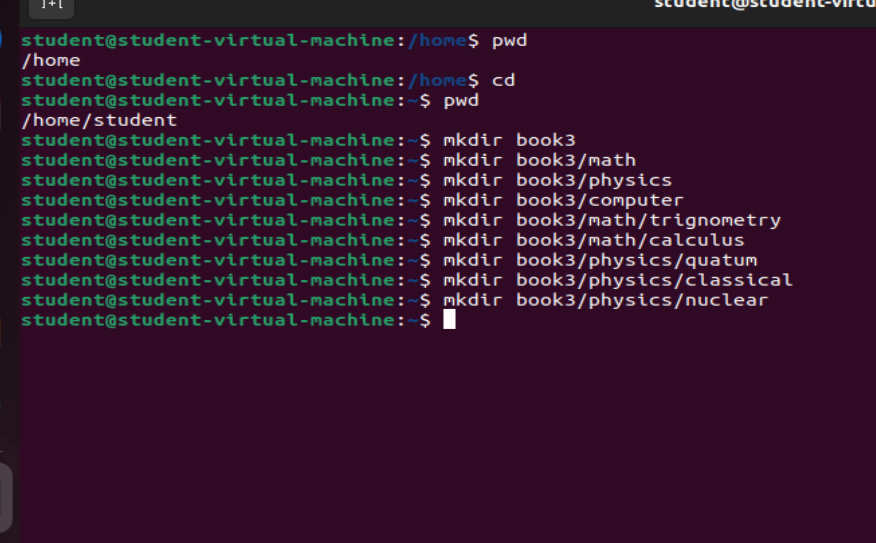 student@student-virtu
student@student-virtual-machine:/home$ pwd
/home
student@student-virtual-machine:/home$ cd
student@student-virtual-machine:~$ pwd
/home/student
student@student-virtual-machine:~$ mkdir book3
student@student-virtual-machine:~$ mkdir book3/math
student@student-virtual-machine:~$ mkdir book3/physics
student@student-virtual-machine:~$ mkdir book3/computer
student@student-virtual-machine:~$ mkdir book3/math/trignometry
student@student-virtual-machine:~$ mkdir book3/math/calculus
student@student-virtual-machine:~$ mkdir book3/physics/quatum
student@student-virtual-machine:~$ mkdir book3/physics/classical
student@student-virtual-machine:~$ mkdir book3/physics/nuclear
student@student-virtual-machine:~$